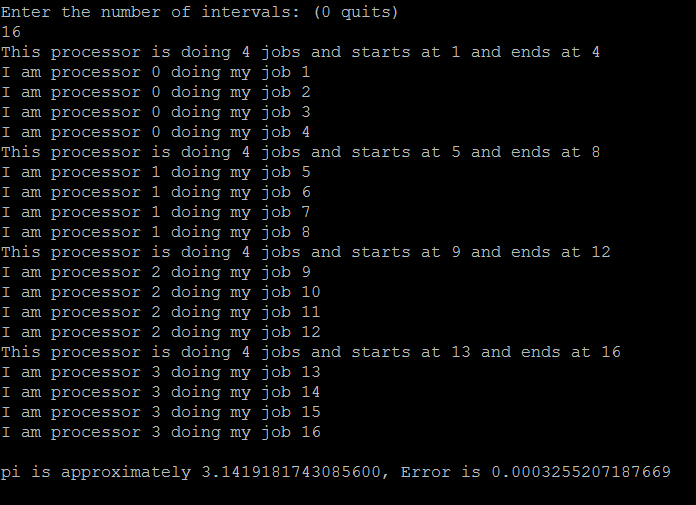 Enter the number of intervals: (0 quits)
16
This processor is doing 4 jobs and starts at 1 and ends at 4
I am processor 0 doing my job 1
I am processor 0 doing my job 2
I am processor 0 doing my job 3
I am processor 0 doing my job 4
This processor is doing 4 jobs and starts at 5 and ends at 8
I am processor 1 doing my job 5
I am processor 1 doing my job 6
I am processor 1 doing my job 7
I am processor 1 doing my job 8
This processor is doing 4 jobs and starts at 9 and ends at 12
I am processor 2 doing my job 9
I am processor 2 doing my job 10
I am processor 2 doing my job 11
I am processor 2 doing my job 12
This processor is doing 4 jobs and starts at 13 and ends at 16
I am processor 3 doing my job 13
I am processor 3 doing my job 14
I am processor 3 doing my job 15
I am processor 3 doing my job 16
pi is approximately 3.1419181743085600, Error is 0.0003255207187669